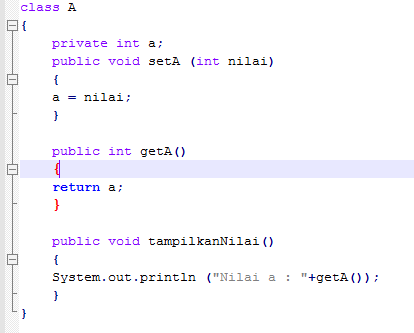 class A
{
private int a;
public void setA (int nilai)
{
a = nilai;
}
public int getA()
{
return a;
}
public void tampilkanNilai()
{
System.out.println ("Nilai a : "+getA());
}
}